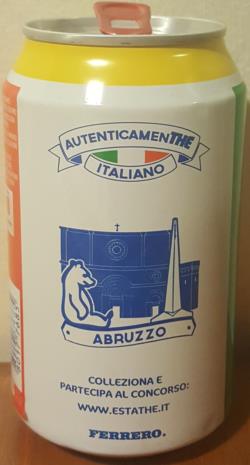 AUTENTICAMENTHE
ITALIANO
ABRUZZO
COLLEZIONA E
PARTECIPA AL CONCORSO:
WWW.ESTATHE.IT
FERRERO.